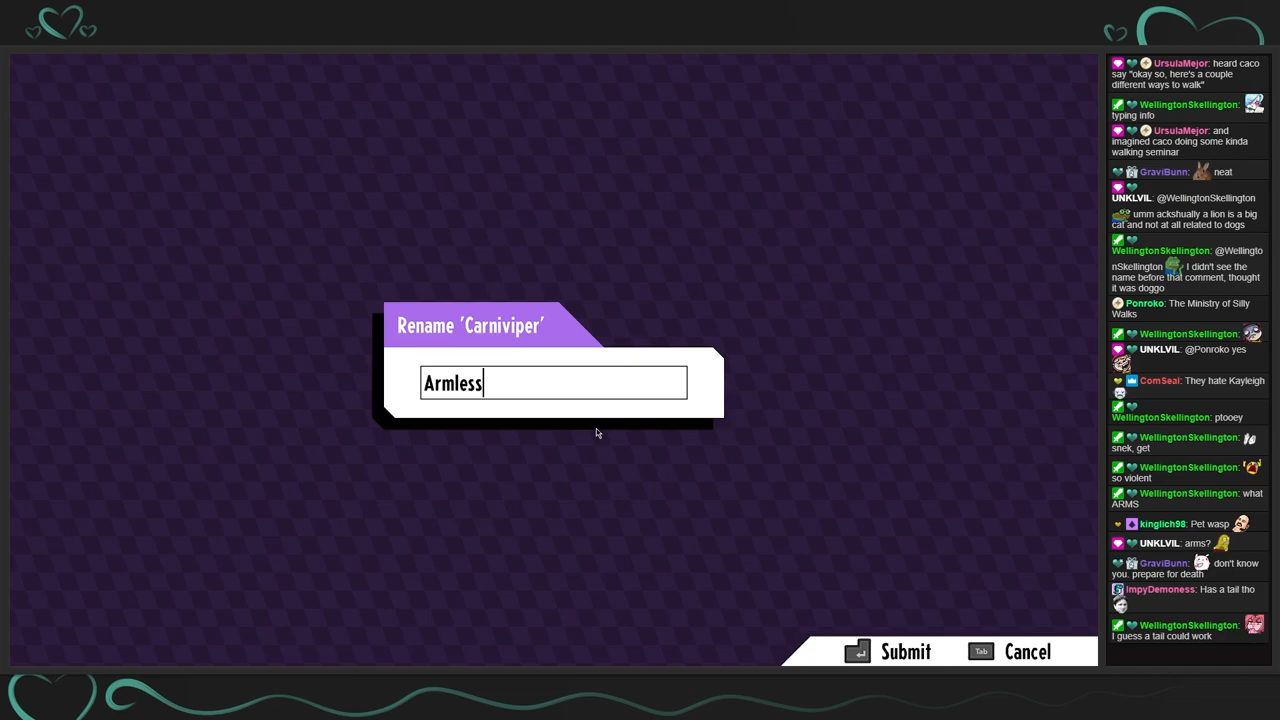 Rename 'Carniviper'
Armless
Submit
Tab
Cancel
UrsulaMejor: heard caco
say "okay so, here's a couple
different ways to walk"
WellingtonSkellington:
typing info
UrsulaMejor: and
imagined caco doing some kinda
walking seminar
GraviBunn: neat
UNKLVIL: @WellingtonSkellington
umm ackshually a lion is a big
cat and not at all related to dogs
WellingtonSkellington: @Wellingto
nSkellington I didn't see the
name before that comment, thought
it was doggo
Ponroko: The Ministry of Silly
Walks
WellingtonSkellington:
UNKLVIL: @Ponroko yes
ComSeal: They hate Kayleigh
WellingtonSkellington: ptooey
WellingtonSkellington:
snek, get
WellingtonSkellington:
so violent
WellingtonSkellington: what
ARMS
kinglich98: Pet wasp
UNKLVIL: arms?
GraviBunn: don't know
you. prepare for death
ImpyDemoness: Has a tail tho
WellingtonSkellington:
I guess a tail could work